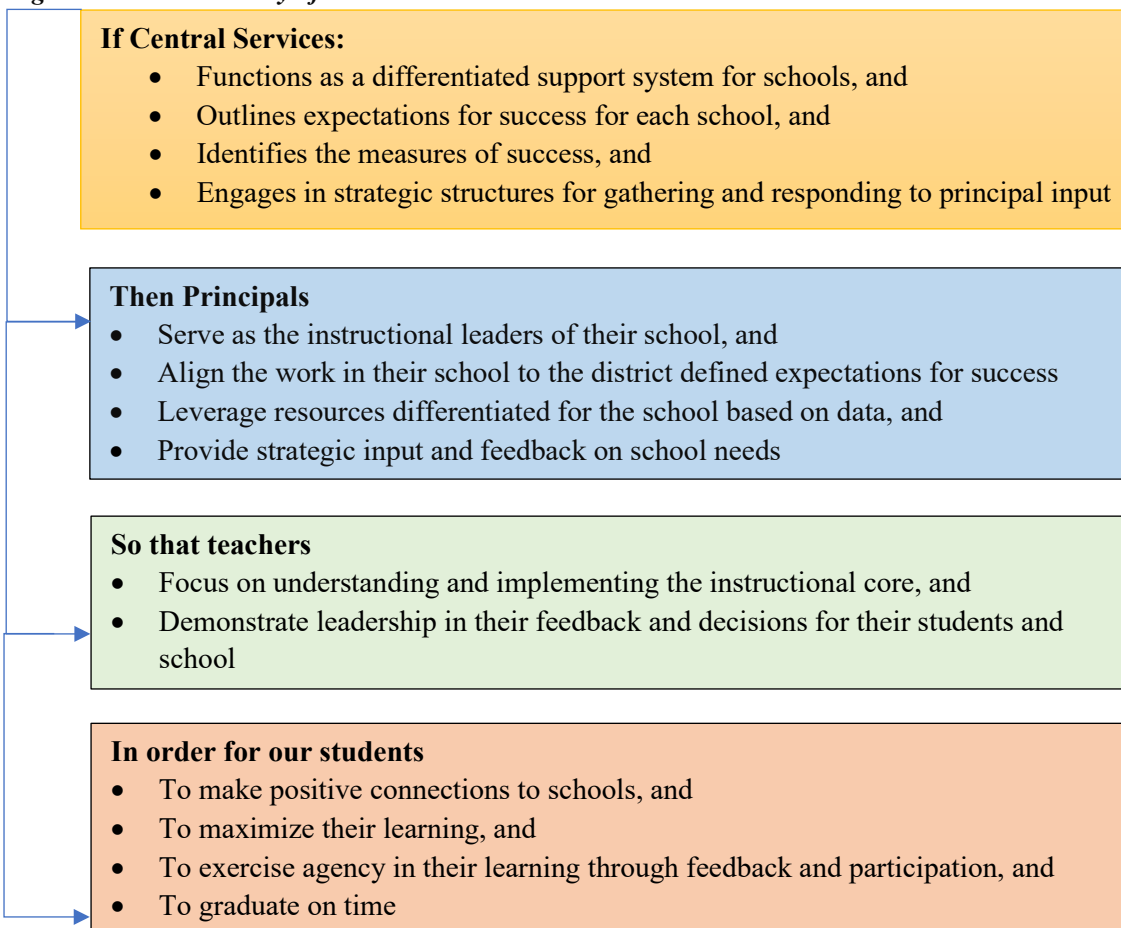 If Central Services:
• Functions as a differentiated support system for schools, and
• Outlines expectations for success for each school, and
• Identifies the measures of success, and
• Engages in strategic structures for gathering and responding to principal input
Then Principals
• Serve as the instructional leaders of their school, and
• Align the work in their school to the district defined expectations for success
• Leverage resources differentiated for the school based on data, and
• Provide strategic input and feedback on school needs
So that teachers
• Focus on understanding and implementing the instructional core, and
• Demonstrate leadership in their feedback and decisions for their students and
school
In order for our students
• To make positive connections to schools, and
• To maximize their learning, and
• To exercise agency in their learning through feedback and participation, and
• To graduate on time